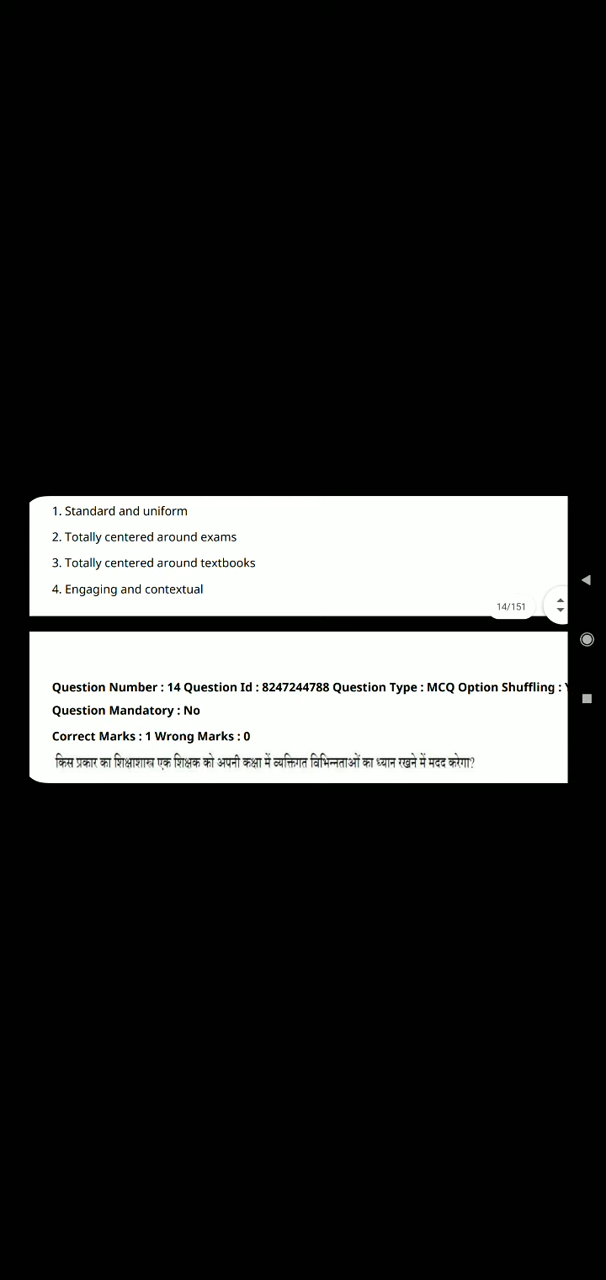 1. Standard and uniform
2. Totally centered around exams
3. Totally centered around textbooks
4. Engaging and contextual
14/151
Question Number : 14 Question Id : 8247244788 Question Type : MCQ Option Shuffling :
Question Mandatory : No
Correct Marks : 1 Wrong Marks : 0
किस प्रकार का शिक्षाशास्त्र एक शिक्षक को अपनी कक्षा में व्यक्तिगत विभिन्नताओं का ध्यान रखने में मदद करेगा?